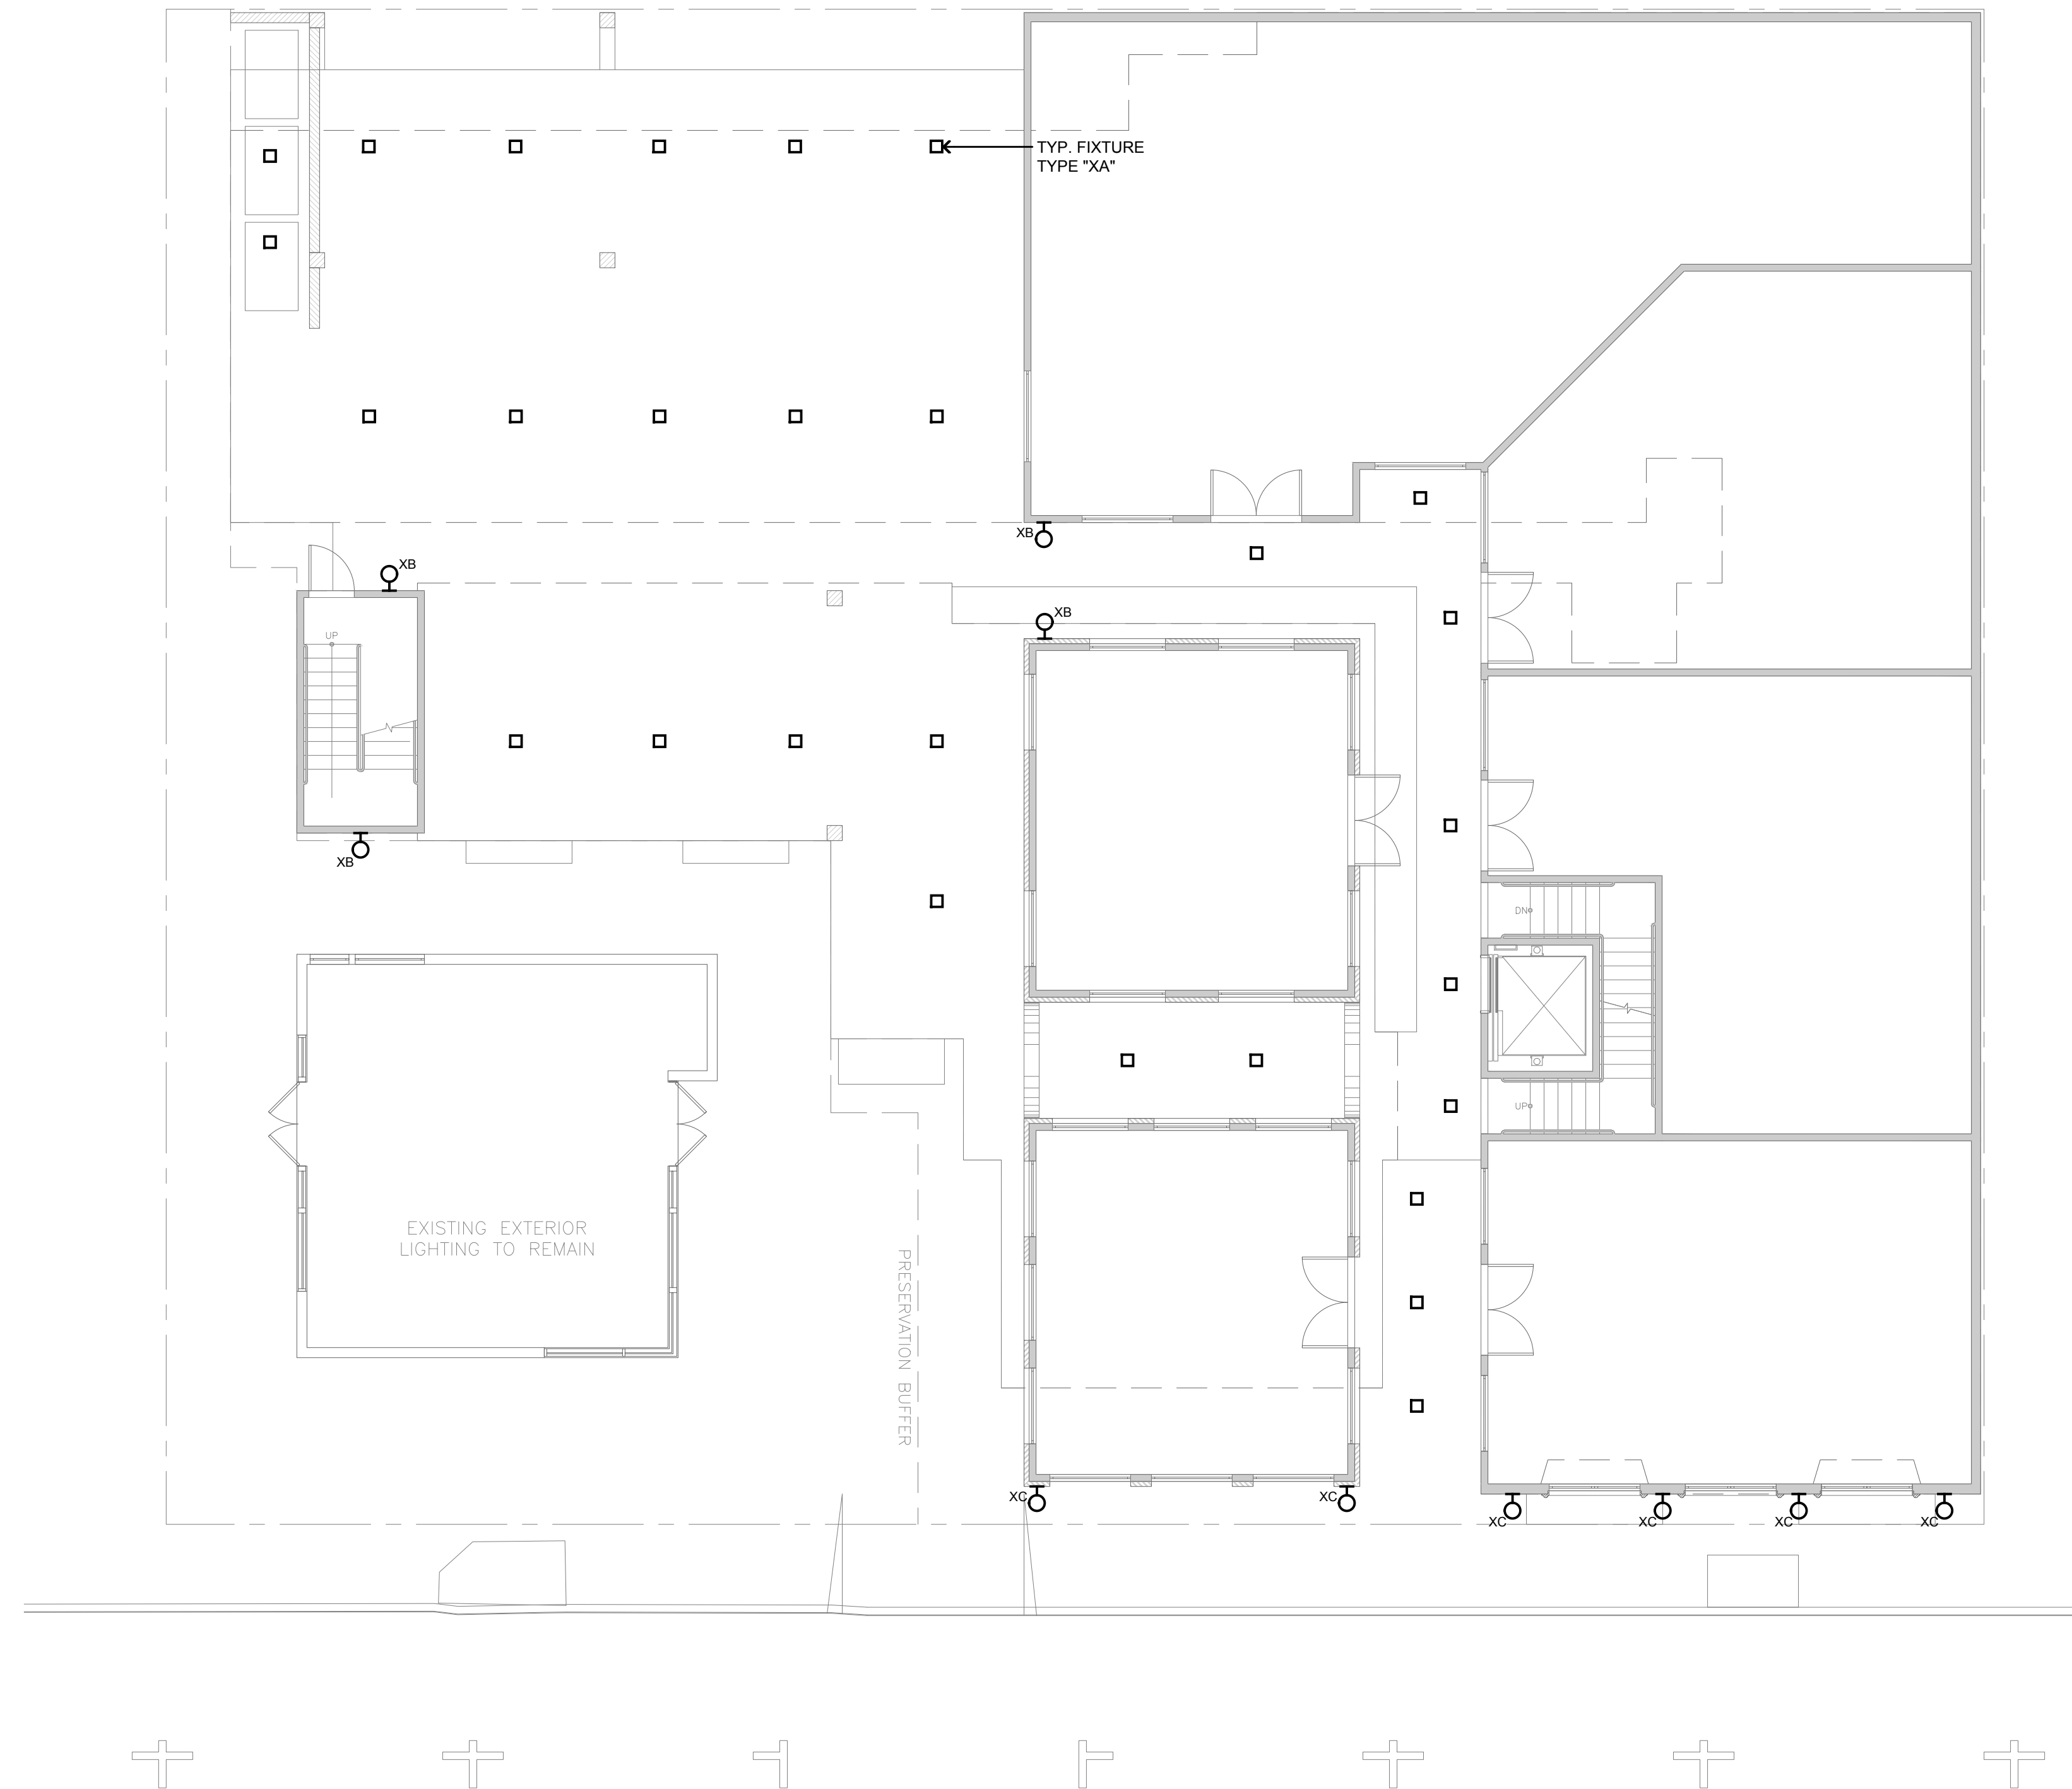 TYP. FIXTURE
TYPE "XA"
XB
XB
XB
UP
XB
DN
UP
EXISTING EXTERIOR
LIGHTING TO REMAIN
PRESERVATION BUFFER
XC
XC
XC
XC
XC
XC